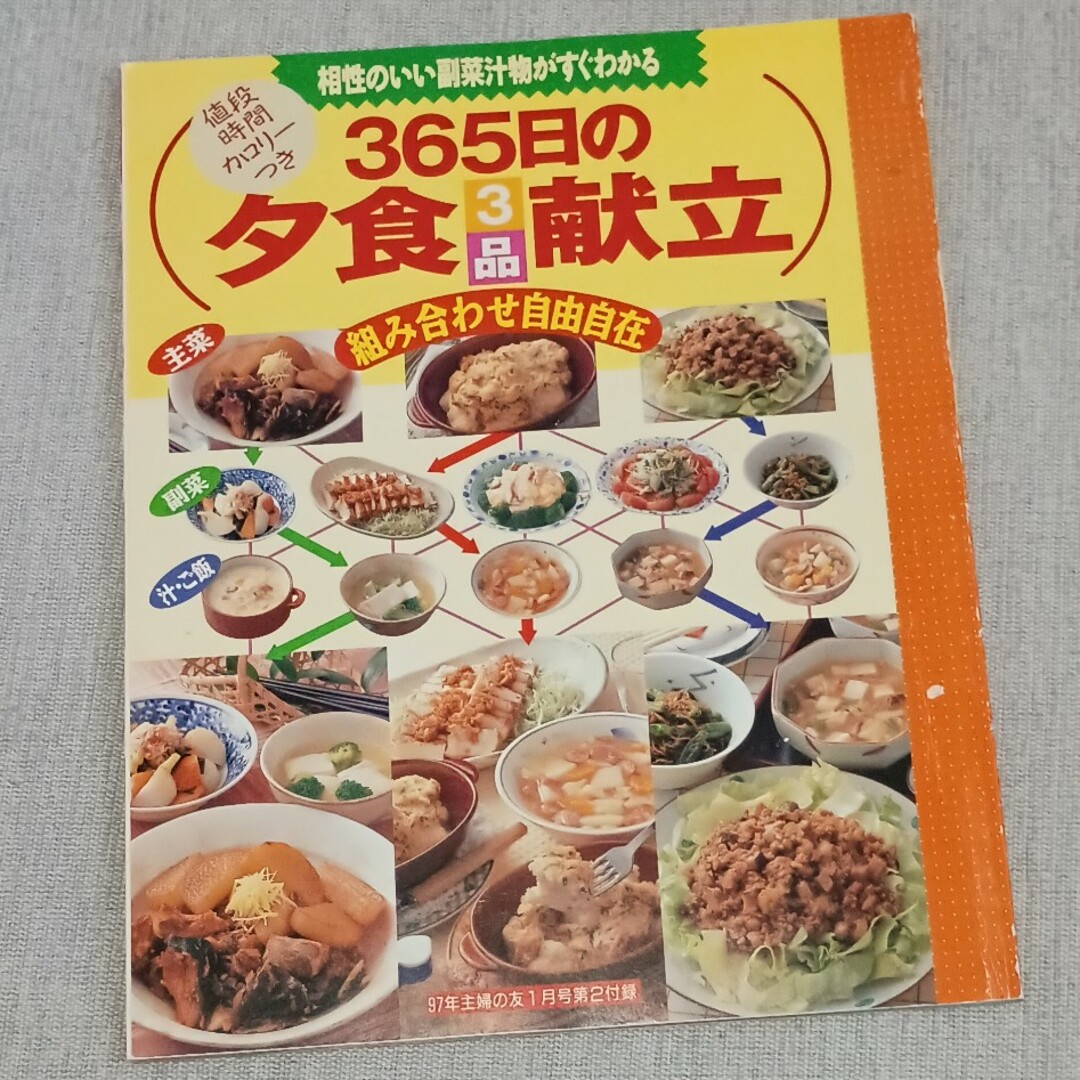 相性のいい副菜汁物がすぐわかる
値段
時間
カロリー
つき
365日の
夕食3品献立
組み合わせ自由自在
主菜
副菜
汁・ご飯
97年主婦の友1月号第2付録